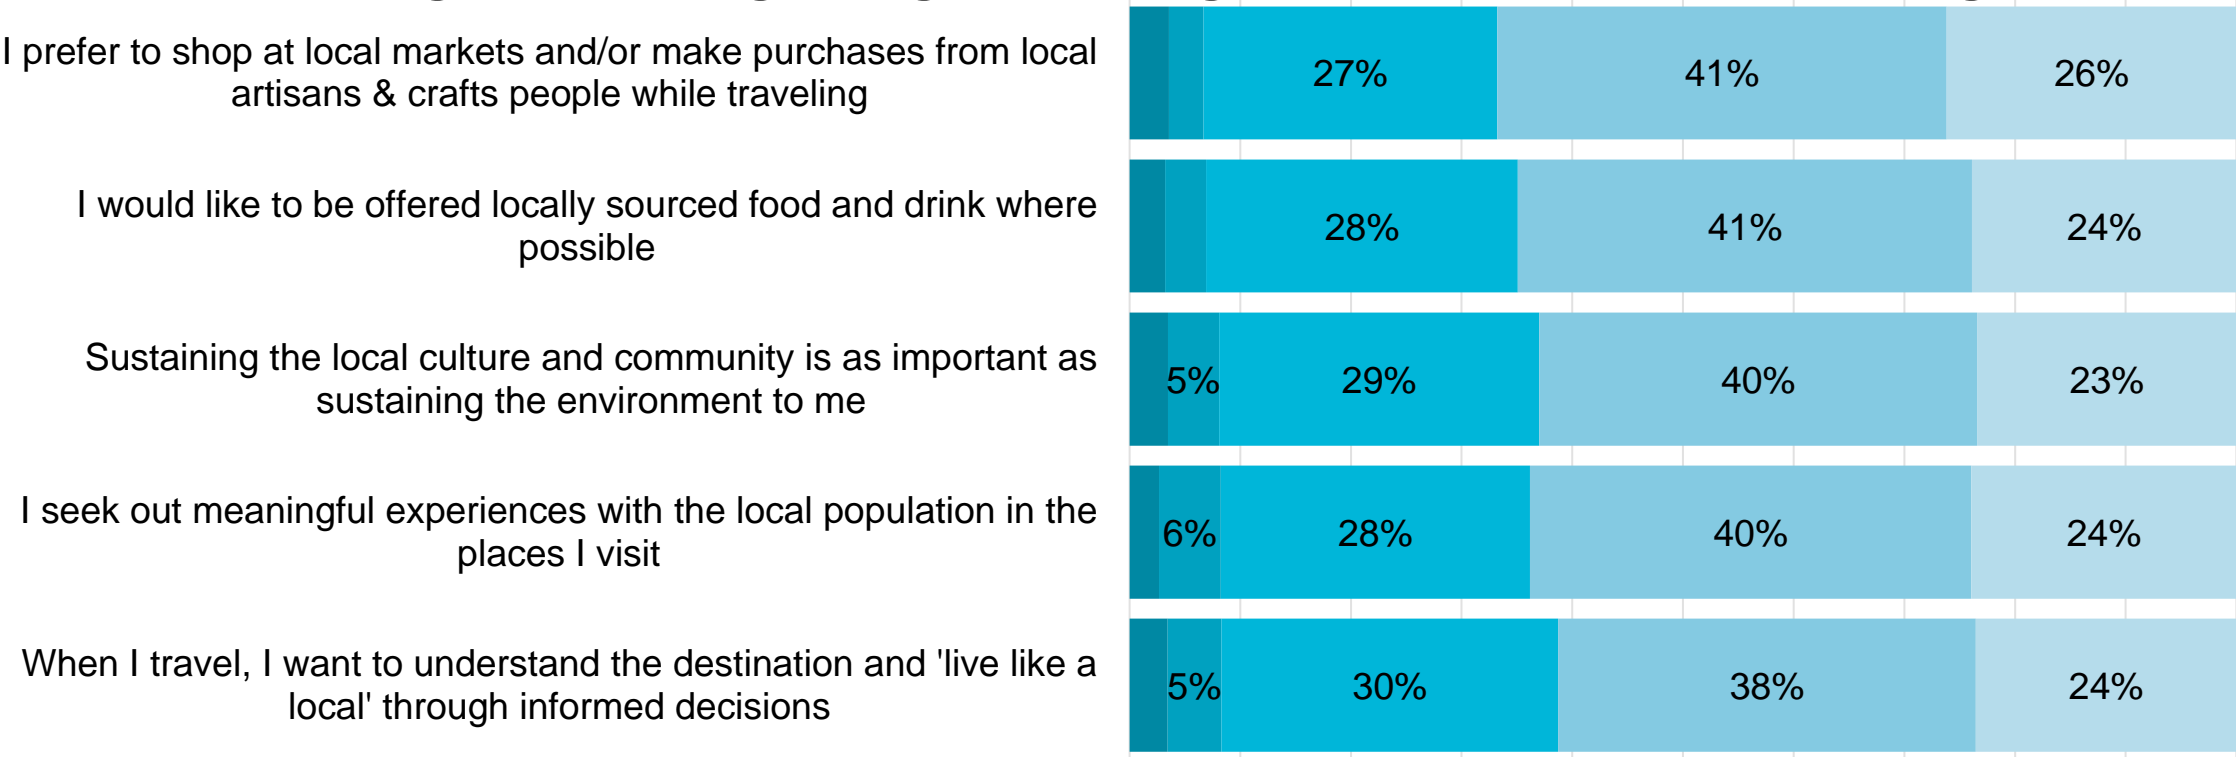 I prefer to shop at local markets and/or make purchases from local
artisans & crafts people while traveling
27% 41% 26%
I would like to be offered locally sourced food and drink where
possible
28% 41% 24%
Sustaining the local culture and community is as important as
sustaining the environment to me
5% 29% 40% 23%
I seek out meaningful experiences with the local population in the
places I visit
6% 28% 40% 24%
When I travel, I want to understand the destination and 'live like a
local' through informed decisions
5% 30% 38% 24%